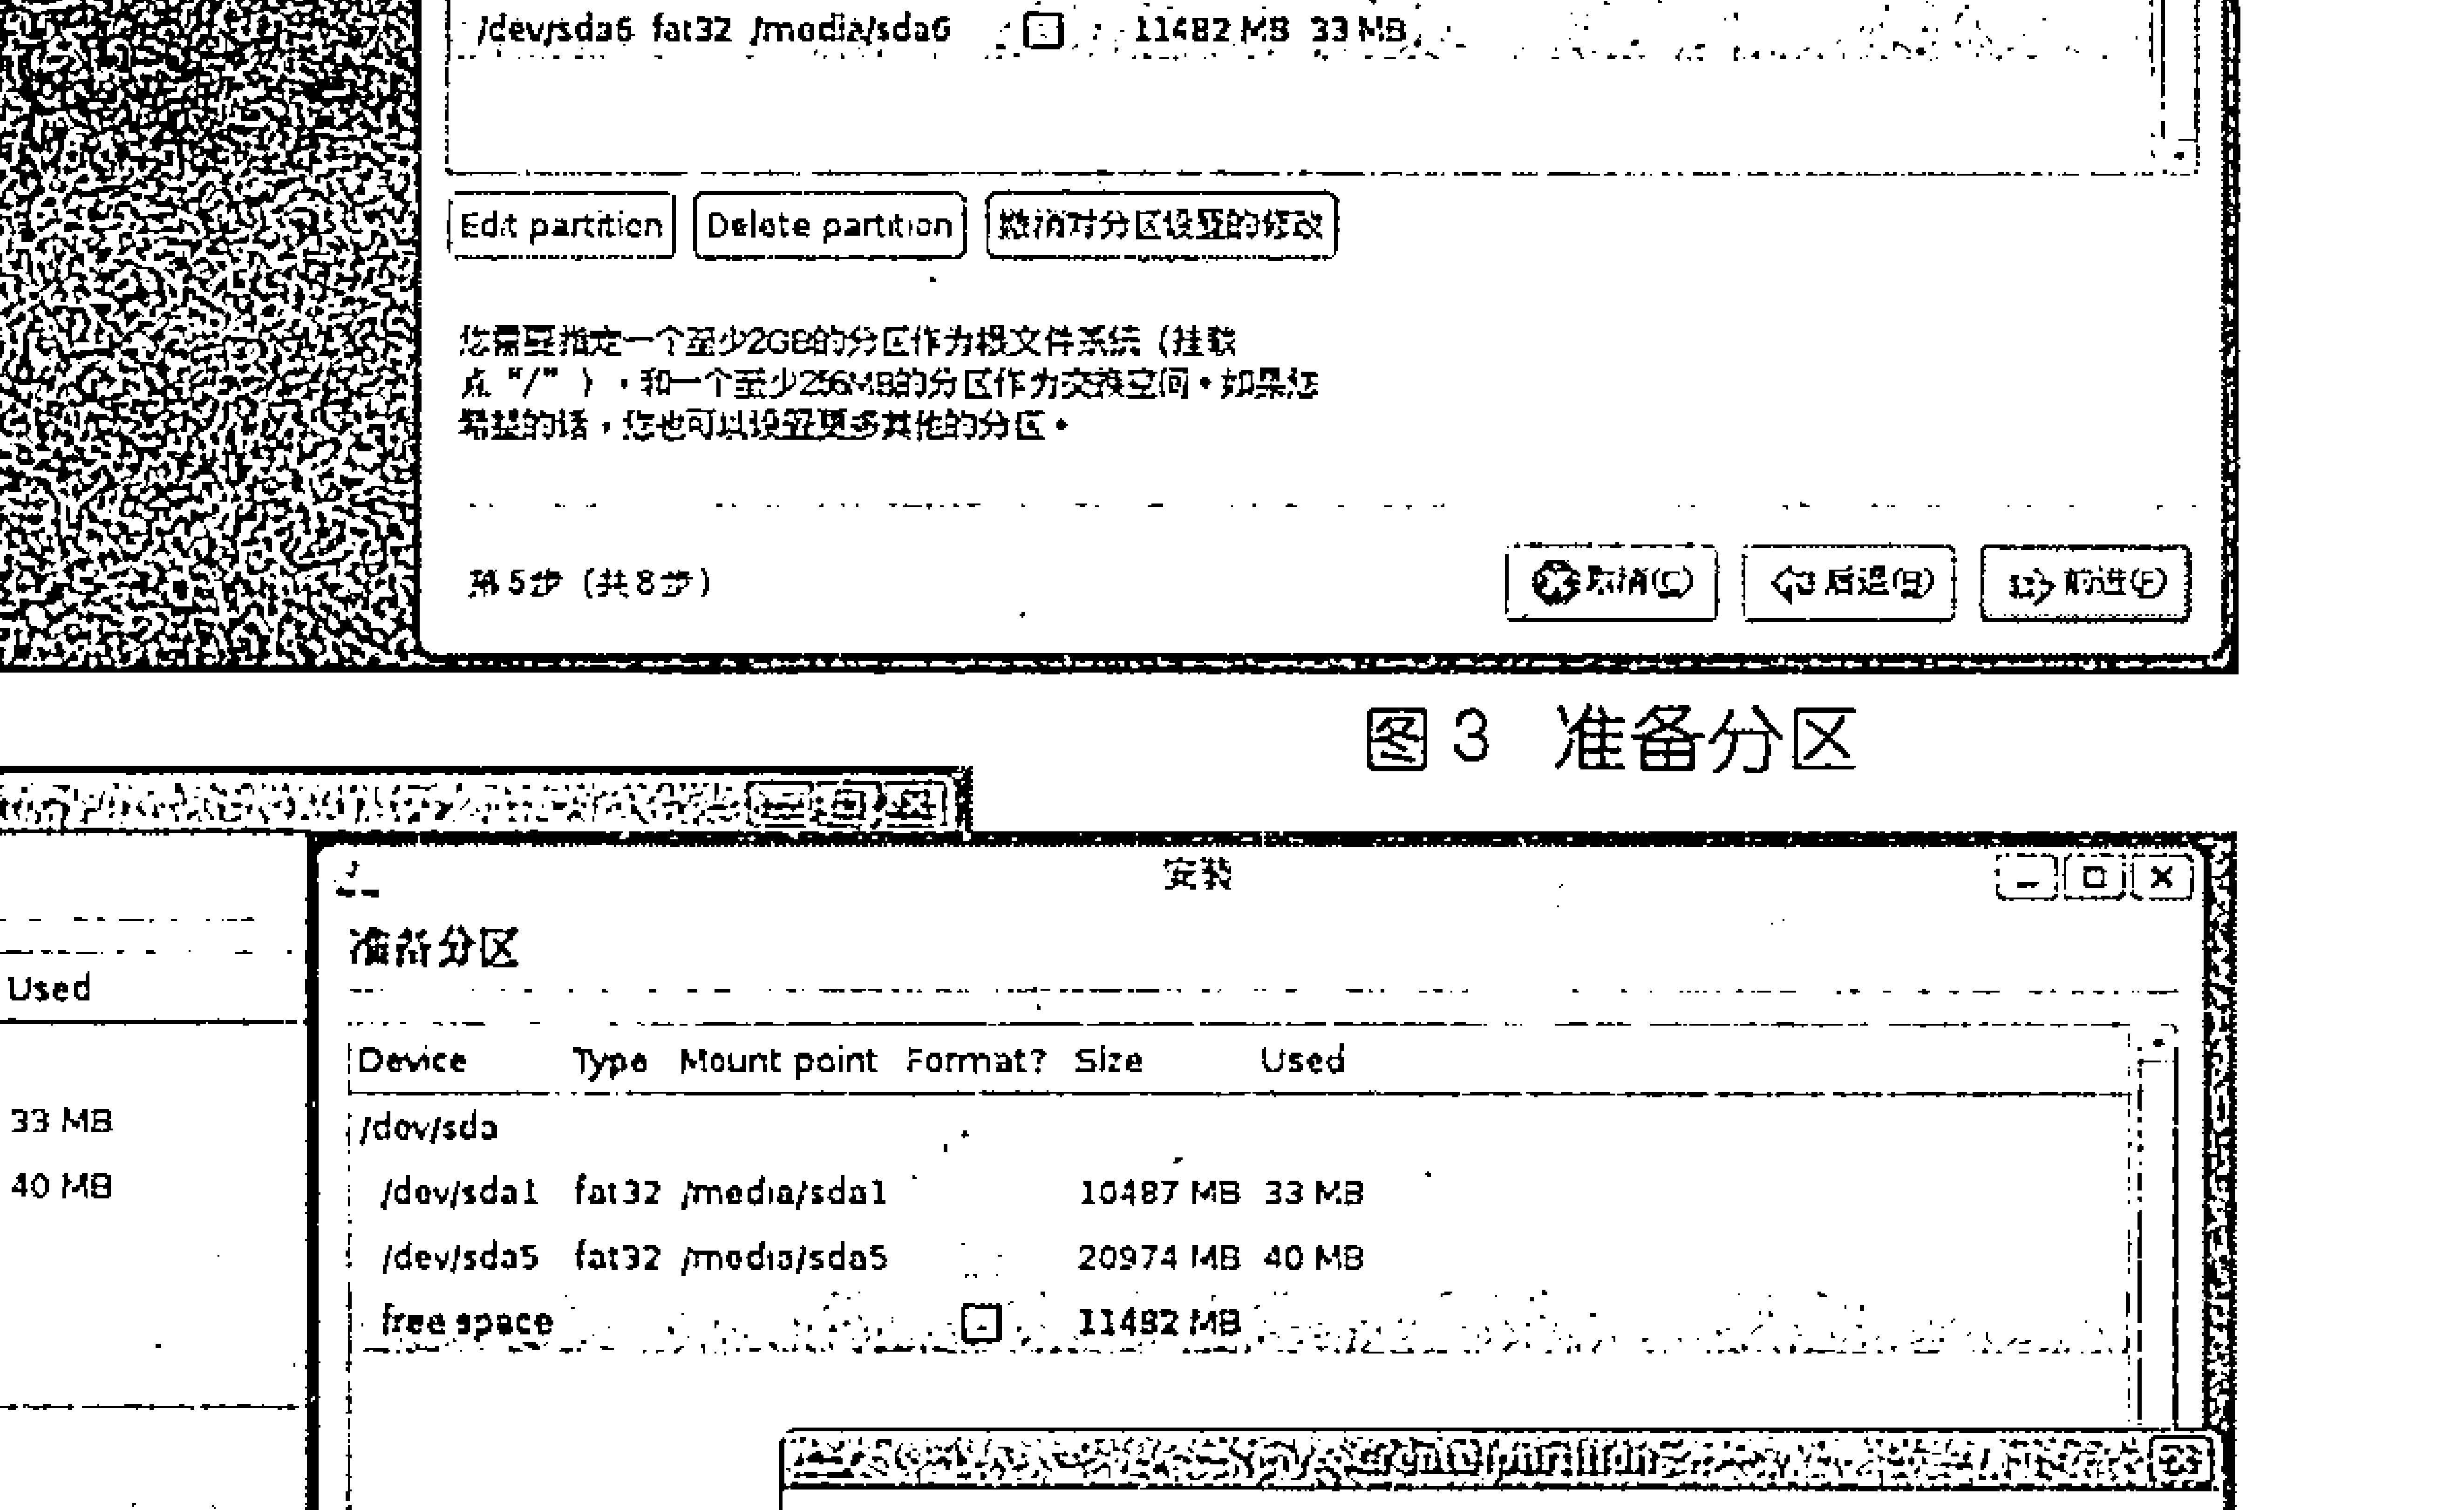 /dev/sda6 fat32 /media/sda6 11482 MB 33 MB
Edit partition Delete partition 撤消对分区设置的修改
您需要指定一个至少2GB的分区作为根文件系统（挂载
点 "/" ），和一个至少256MB的分区作为交换空间。如果您
希望的话，您也可以设置更多其他的分区。
第 5步（共 8 步）
取消(C) 后退(B) 前进(F)
图 3 准备分区
安装
准备分区
Used
33 MB
40 MB
Device Type Mount point Format? Size Used
/dev/sda
/dev/sda1 fat32 /media/sda1 10487 MB 33 MB
/dev/sda5 fat32 /media/sda5 20974 MB 40 MB
free space 11482 MB
Create partition